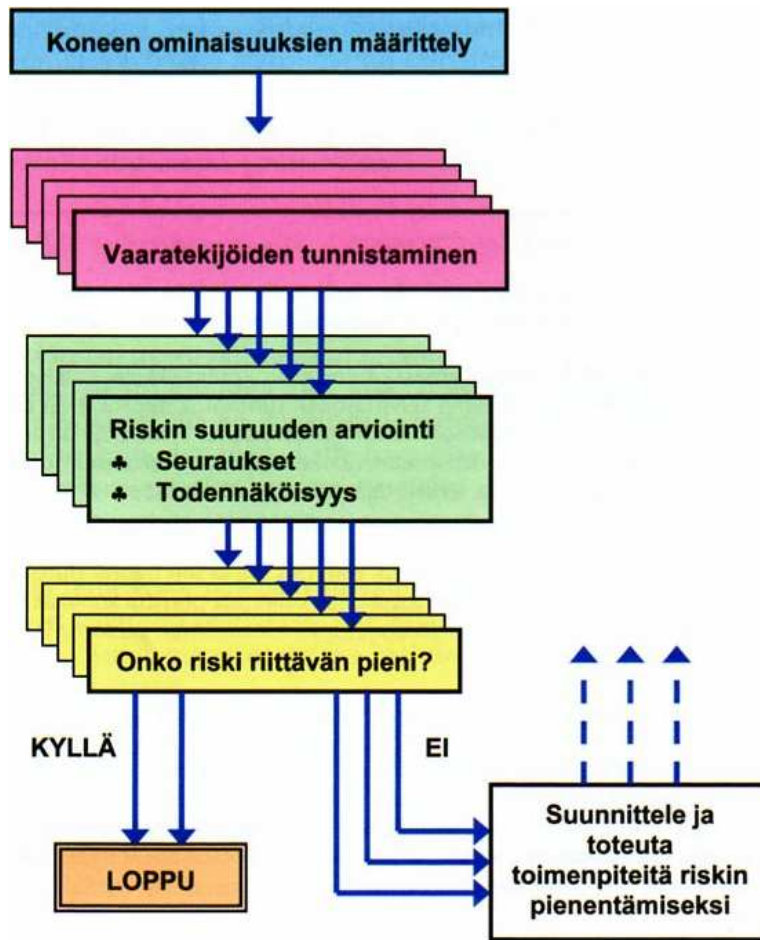 Koneen ominaisuuksien määrittely
Vaaratekijöiden tunnistaminen
Riskin suuruuden arviointi
♣ Seuraukset
♣ Todennäköisyys
Onko riski riittävän pieni?
KYLLÄ
EI
LOPPU
Suunnittele ja
toteuta
toimenpiteitä riskin
pienentämiseksi